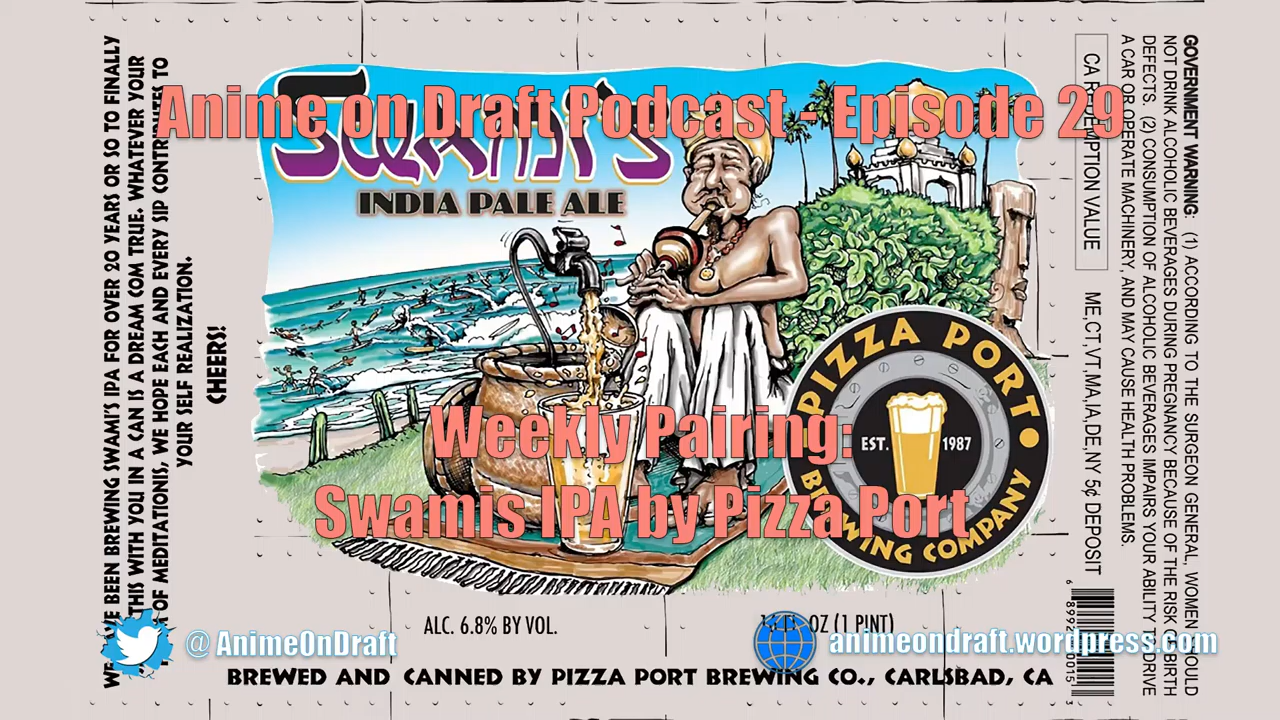 Anime on Draft Podcast - Episode 29
Swami's
INDIA PALE ALE
Weekly Pairing:
Swamis IPA by Pizza Port
PIZZA PORT
EST. 1987
BREWING COMPANY
BEEN BREWING SWAMI'S IPA FOR OVER 20 YEARS OR SO TO FINALLY
THIS WITH YOU IN A CAN IS A DREAM COM TRUE. WHATEVER YOUR
OF MEDITATIONIS, WE HOPE EACH AND EVERY SIP TO
YOUR SELF REALIZATION.
CHEERS!
CA REDEMPTION VALUE
ME,CT,VT,MA,IA,DE,NY 5¢ DEPOSIT
GOVERNMENT WARNING: (1) ACCORDING TO THE SURGEON GENERAL, WOMEN SHOULD
NOT DRINK ALCOHOLIC BEVERAGES DURING PREGNANCY BECAUSE OF THE RISK OF BIRTH
DEFECTS. (2) CONSUMPTION OF ALCOHOLIC BEVERAGES IMPAIRS YOUR ABILITY TO DRIVE
A CAR OR OPERATE MACHINERY, AND MAY CAUSE HEALTH PROBLEMS.
ALC. 6.8% BY VOL.
OZ (1 PINT)
@AnimeOnDraft
animeondraft.wordpress.com
BREWED AND CANNED BY PIZZA PORT BREWING CO., CARLSBAD, CA